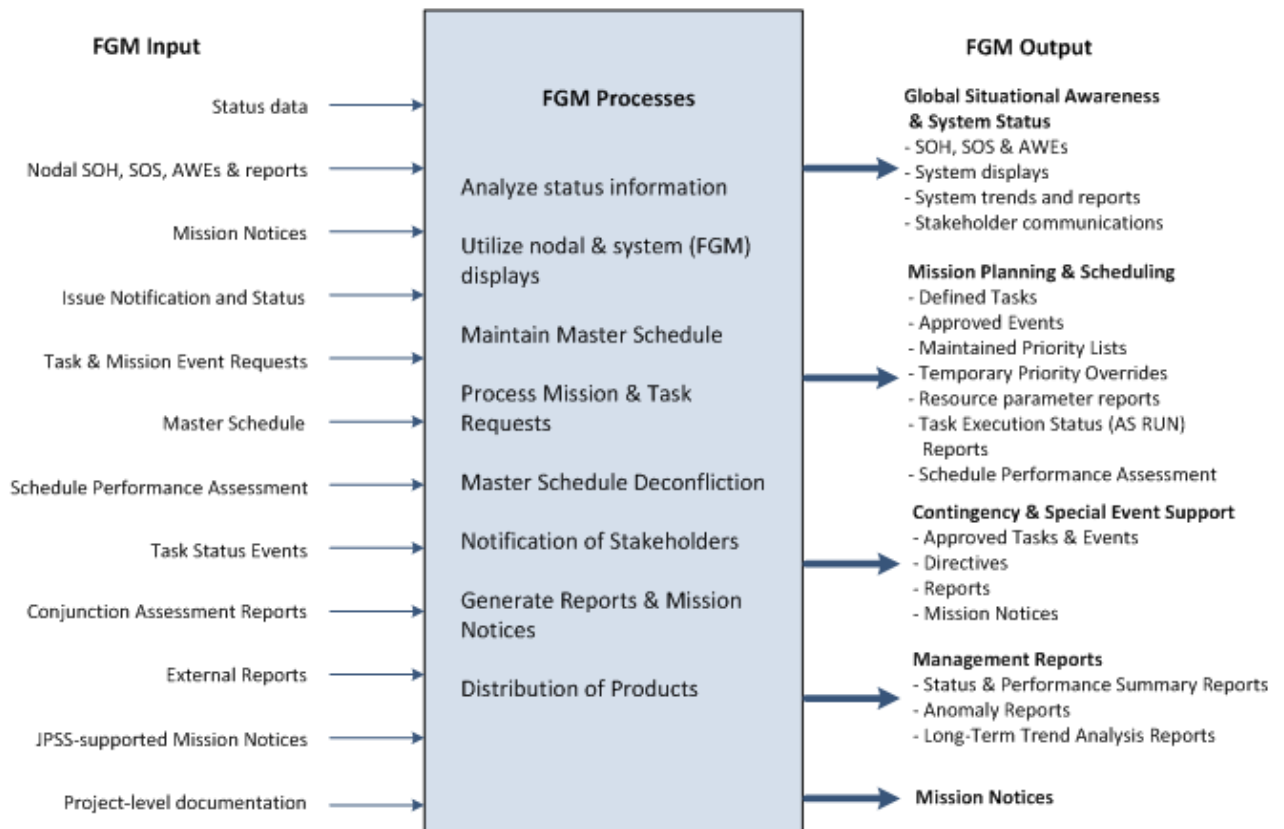 FGM Input
Status data
Nodal SOH, SOS, AWEs & reports
Mission Notices
Issue Notification and Status
Task & Mission Event Requests
Master Schedule
Schedule Performance Assessment
Task Status Events
Conjunction Assessment Reports
External Reports
JPSS-supported Mission Notices
Project-level documentation
FGM Processes
Analyze status information
Utilize nodal & system (FGM)
displays
Maintain Master Schedule
Process Mission & Task
Requests
Master Schedule Deconfliction
Notification of Stakeholders
Generate Reports & Mission
Notices
Distribution of Products
FGM Output
Global Situational Awareness
& System Status
- SOH, SOS & AWEs
- System displays
- System trends and reports
- Stakeholder communications
Mission Planning & Scheduling
- Defined Tasks
- Approved Events
- Maintained Priority Lists
- Temporary Priority Overrides
- Resource parameter reports
- Task Execution Status (AS RUN)
Reports
- Schedule Performance Assessment
Contingency & Special Event Support
- Approved Tasks & Events
- Directives
- Reports
- Mission Notices
Management Reports
- Status & Performance Summary Reports
- Anomaly Reports
- Long-Term Trend Analysis Reports
Mission Notices